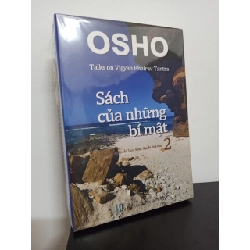 OSHO
Talks on Vigyan Bhairav Tantra
Sách
của những
bí mật
2